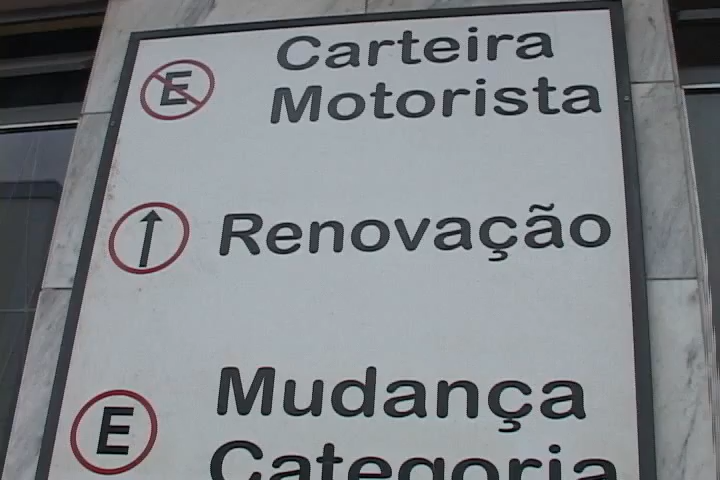 E Carteira
Motorista
Renovação
Mudança
E Categoria